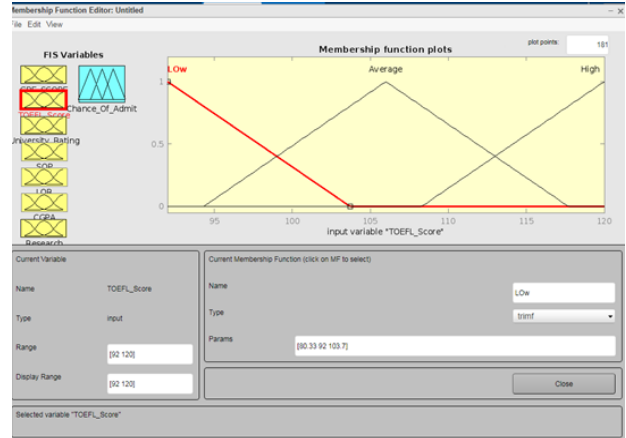 Membership Function Editor: Untitled
File Edit View
FIS Variables
GRE_SCORE
TOEFL_Score
Chance_Of_Admit
University_Rating
SOP
LOR
CGPA
Research
Membership function plots
plot points:
181
LOw
Average
High
1
0.5
0
95 100 105 110 115 120
input variable "TOEFL_Score"
Current Variable
Name TOEFL_Score
Type input
Range [92 120]
Display Range [92 120]
Current Membership Function (click on MF to select)
Name LOw
Type trimf
Params [80.33 92 103.7]
Close
Selected variable "TOEFL_Score"